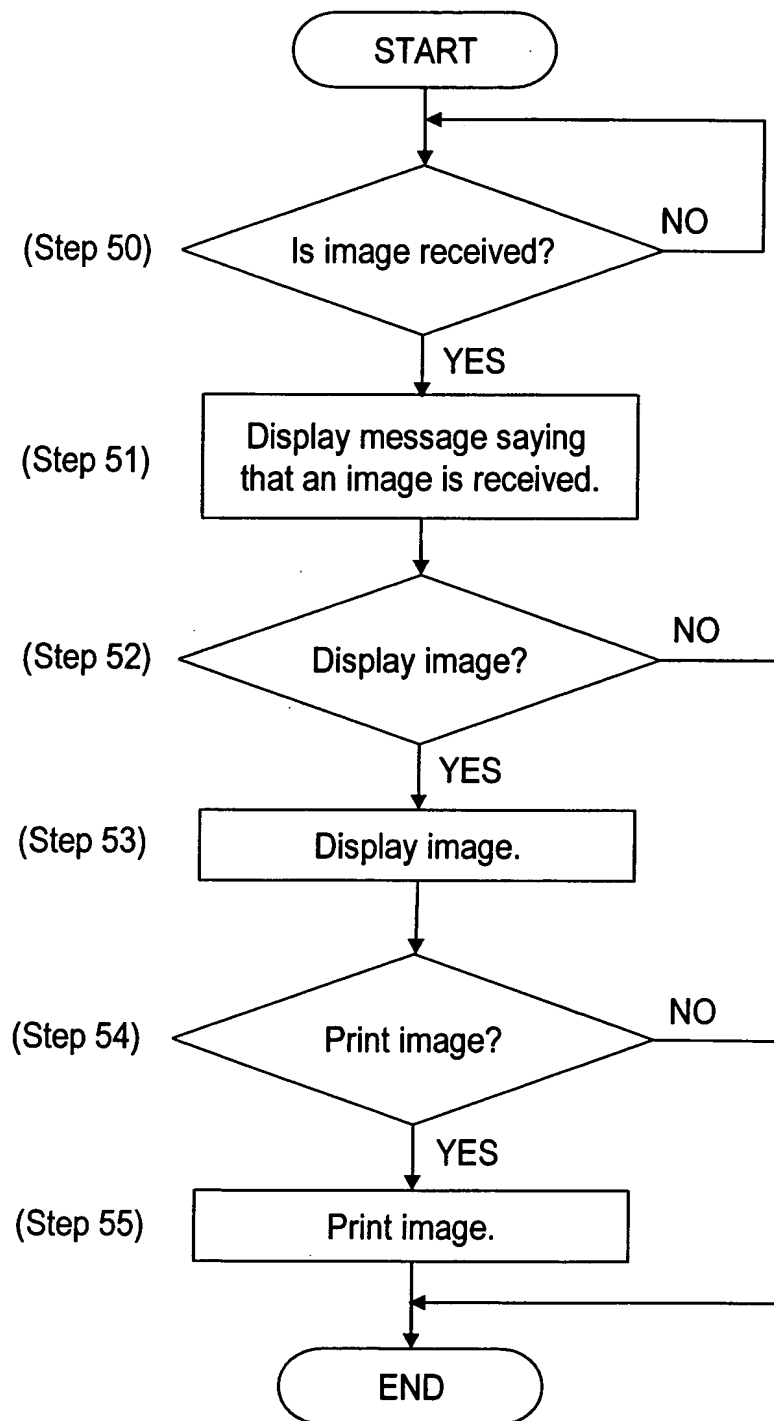 START
(Step 50)
Is image received?
NO
YES
(Step 51)
Display message saying
that an image is received.
(Step 52)
Display image?
NO
YES
(Step 53)
Display image.
(Step 54)
Print image?
NO
YES
(Step 55)
Print image.
END